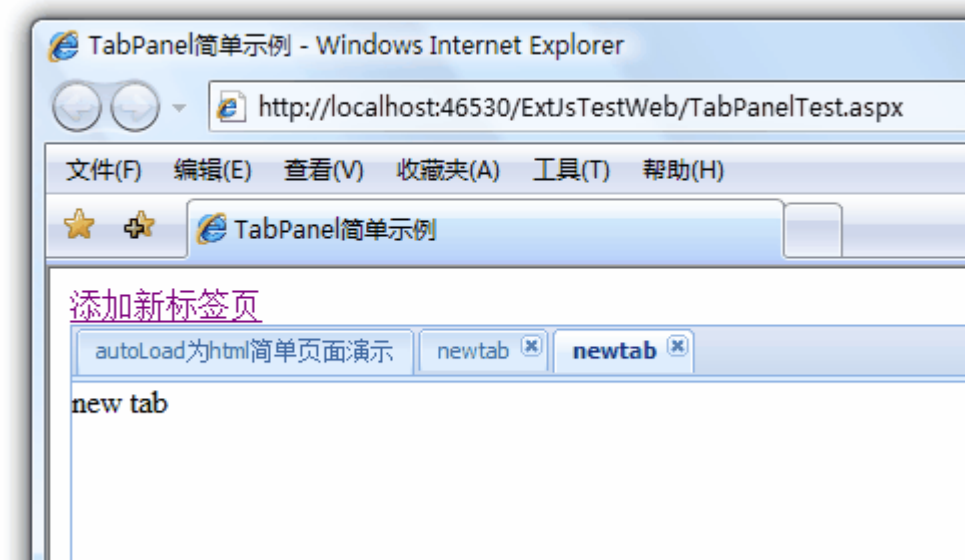 TabPanel简单示例 - Windows Internet Explorer
http://localhost:46530/ExtJsTestWeb/TabPanelTest.aspx
文件(F) 编辑(E) 查看(V) 收藏夹(A) 工具(T) 帮助(H)
TabPanel简单示例
添加新标签页
autoLoad为html简单页面演示 newtab newtab
new tab